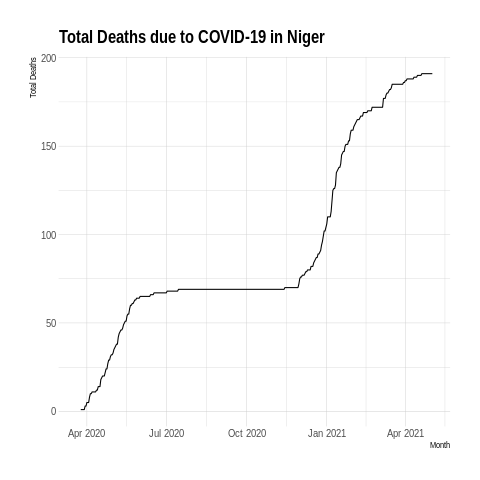 Total Deaths due to COVID-19 in Niger
Total Deaths
200
150
100
50
0
Apr 2020 Jul 2020 Oct 2020 Jan 2021 Apr 2021
Month